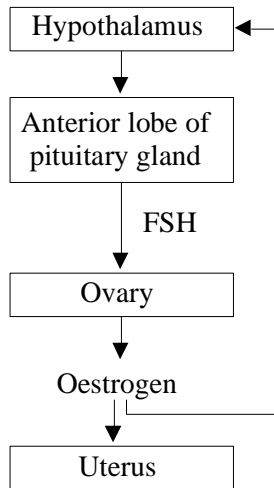 Hypothalamus
Anterior lobe of
pituitary gland
FSH
Ovary
Oestrogen
Uterus